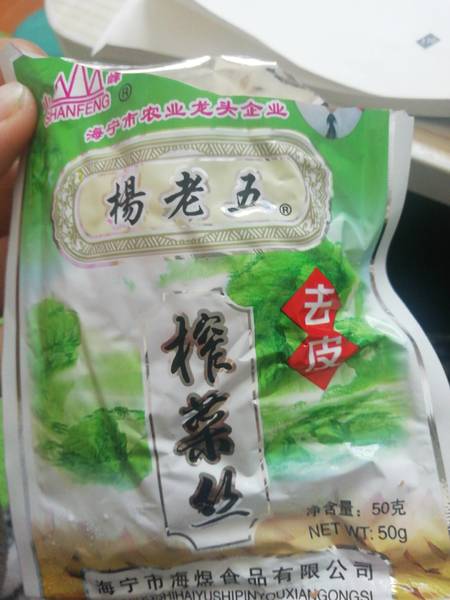 峰
SHANFENG ®
海宁市农业龙头企业
楊老五®
去皮
榨菜丝
净含量: 50克
NET WT: 50g
海宁市海煜食品有限公司